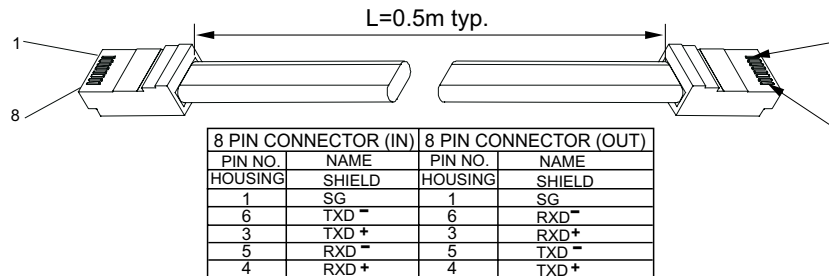 L=0.5m typ.
1
8
8 PIN CONNECTOR (IN) 8 PIN CONNECTOR (OUT)
PIN NO. NAME PIN NO. NAME
HOUSING SHIELD HOUSING SHIELD
1 SG 1 SG
6 TXD - 6 RXD-
3 TXD + 3 RXD+
5 RXD - 5 TXD -
4 RXD + 4 TXD+